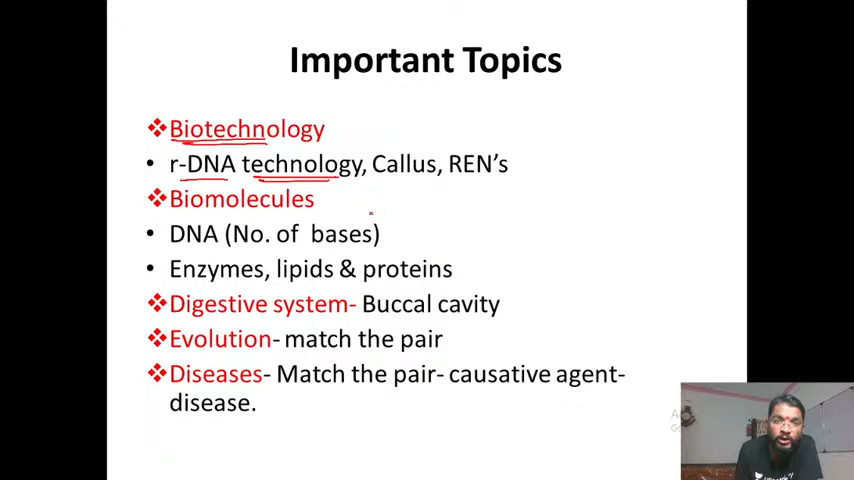 Important Topics
❖Biotechnology
• r-DNA technology, Callus, REN's
❖Biomolecules
• DNA (No. of bases)
• Enzymes, lipids & proteins
❖Digestive system- Buccal cavity
❖Evolution- match the pair
❖Diseases- Match the pair- causative agent-
disease.